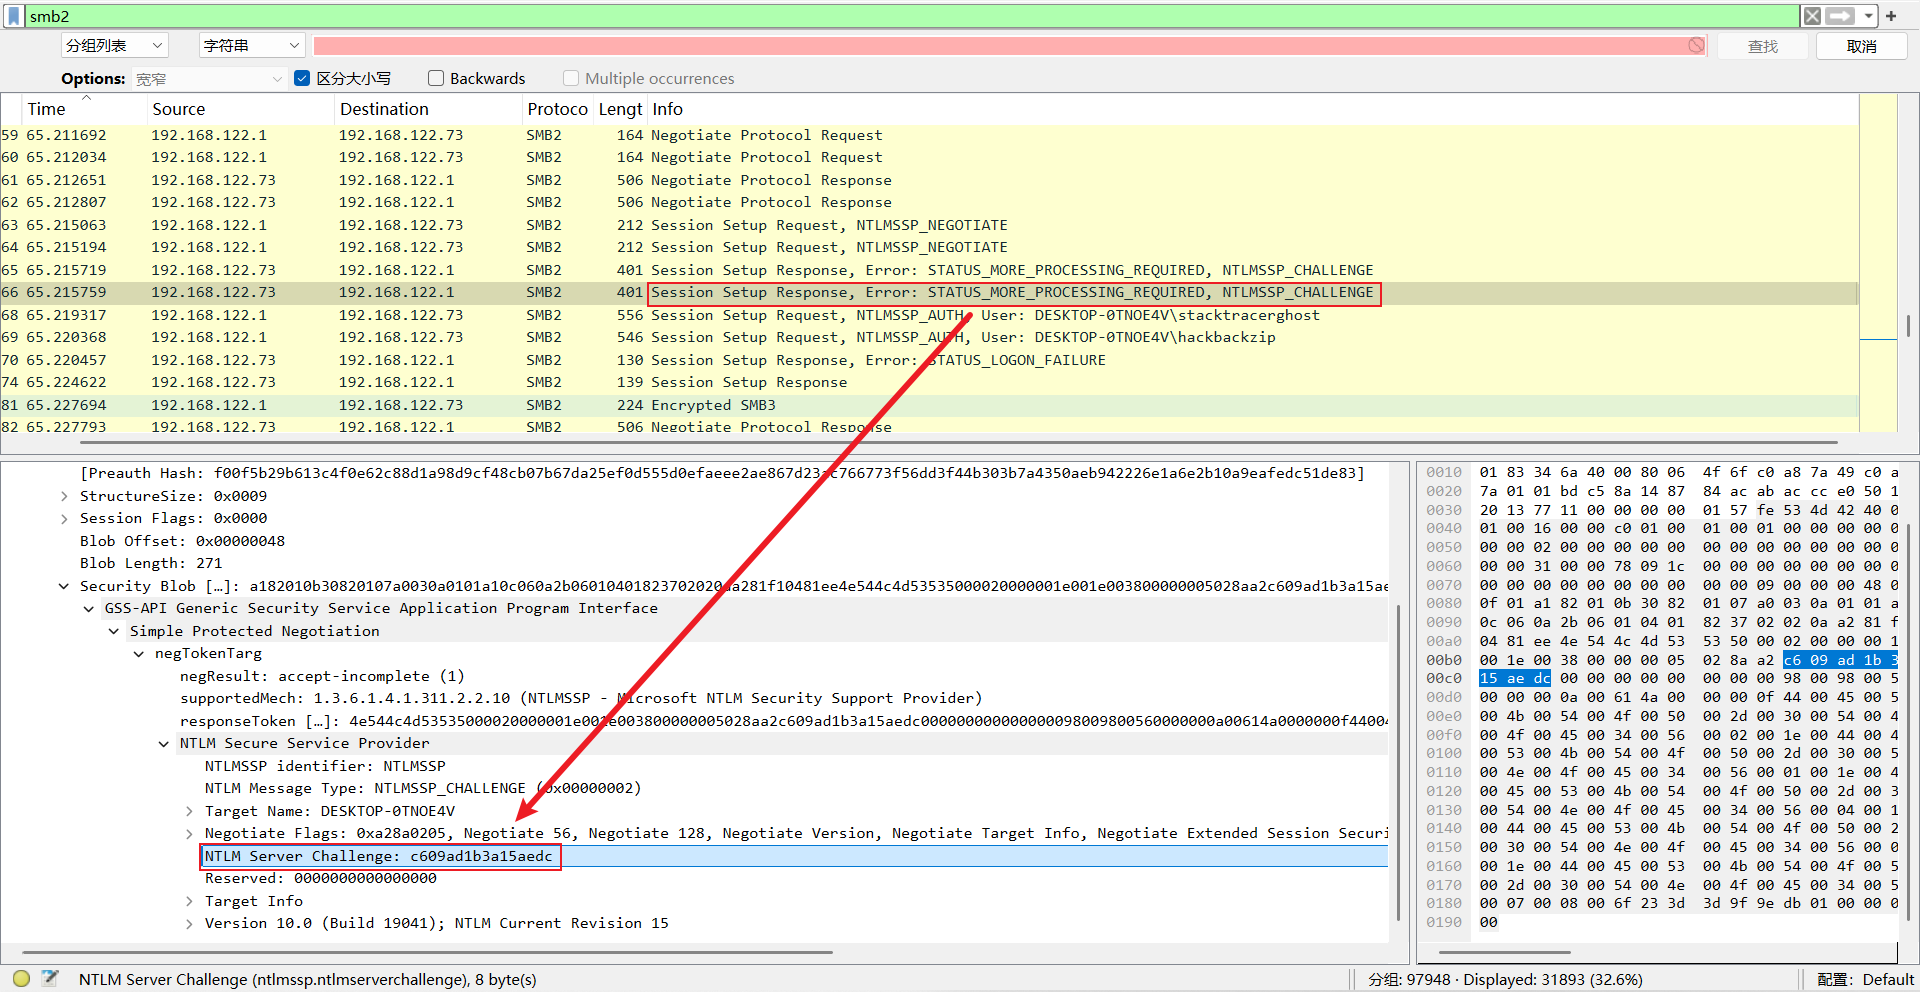 smb2
分组列表 字符串 查找 取消
Options: 宽窄 区分大小写 Backwards Multiple occurrences
Time Source Destination Protoco Lengt Info
59 65.211692 192.168.122.1 192.168.122.73 SMB2 164 Negotiate Protocol Request
60 65.212034 192.168.122.1 192.168.122.73 SMB2 164 Negotiate Protocol Request
61 65.212651 192.168.122.73 192.168.122.1 SMB2 506 Negotiate Protocol Response
62 65.212807 192.168.122.73 192.168.122.1 SMB2 506 Negotiate Protocol Response
63 65.215063 192.168.122.1 192.168.122.73 SMB2 212 Session Setup Request, NTLMSSP_NEGOTIATE
64 65.215194 192.168.122.1 192.168.122.73 SMB2 212 Session Setup Request, NTLMSSP_NEGOTIATE
65 65.215719 192.168.122.73 192.168.122.1 SMB2 401 Session Setup Response, Error: STATUS_MORE_PROCESSING_REQUIRED, NTLMSSP_CHALLENGE
66 65.215759 192.168.122.73 192.168.122.1 SMB2 401 Session Setup Response, Error: STATUS_MORE_PROCESSING_REQUIRED, NTLMSSP_CHALLENGE
68 65.219317 192.168.122.1 192.168.122.73 SMB2 556 Session Setup Request, NTLMSSP_AUTH, User: DESKTOP-0TNOE4V\stacktracerghost
69 65.220368 192.168.122.1 192.168.122.73 SMB2 546 Session Setup Request, NTLMSSP_AUTH, User: DESKTOP-0TNOE4V\hackbackzip
70 65.220457 192.168.122.73 192.168.122.1 SMB2 130 Session Setup Response, Error: STATUS_LOGON_FAILURE
74 65.224622 192.168.122.73 192.168.122.1 SMB2 139 Session Setup Response
81 65.227694 192.168.122.1 192.168.122.73 SMB2 224 Encrypted SMB3
82 65.227793 192.168.122.73 192.168.122.1 SMB2 506 Negotiate Protocol Response
StructureSize: 0x0009
Session Flags: 0x0000
Blob Offset: 0x00000048
Blob Length: 271
Security Blob […]:
GSS-API Generic Security Service Application Program Interface
Simple Protected Negotiation
negTokenTarg
negResult: accept-incomplete (1)
supportedMech: 1.3.6.1.4.1.311.2.2.10 (NTLMSSP - Microsoft NTLM Security Support Provider)
responseToken […]:
NTLM Secure Service Provider
NTLMSSP identifier: NTLMSSP
NTLM Message Type: NTLMSSP_CHALLENGE (0x00000002)
Target Name: DESKTOP-0TNOE4V
Negotiate Flags: 0xa28a0205, Negotiate 56, Negotiate 128, Negotiate Version, Negotiate Target Info, Negotiate Extended Session Securi
NTLM Server Challenge: c609ad1b3a15aedc
Reserved: 0000000000000000
Target Info
Version 10.0 (Build 19041); NTLM Current Revision 15
0010 01 83 34 6a 40 00 80 06 4f 6f c0 a8 7a 49 c0 a
0020 7a 01 01 bd c5 8a 14 87 84 ac ab ac cc e0 50 1
0030 20 13 77 11 00 00 00 00 01 57 fe 53 4d 42 40 0
0040 01 00 16 00 00 c0 01 00 01 00 01 00 00 00 00 0
0050 00 00 02 00 00 00 00 00 00 00 00 00 00 00 00 0
0060 00 00 31 00 00 78 09 1c 00 00 00 00 00 00 00 0
0070 00 00 00 00 00 00 00 00 00 00 09 00 00 00 48 0
0080 0f 01 a1 82 01 0b 30 82 01 07 a0 03 0a 01 01 a
0090 0c 06 0a 2b 06 01 04 01 82 37 02 02 0a a2 81 f
00a0 04 81 ee 4e 54 4c 4d 53 53 50 00 02 00 00 00 1
00b0 00 1e 00 38 00 00 00 05 02 8a a2 c6 09 ad 1b 3
00c0 15 ae dc 00 00 00 00 00 00 00 00 98 00 98 00 5
00d0 00 00 00 0a 00 61 4a 00 00 00 0f 44 00 45 00 5
00e0 00 4b 00 54 00 4f 00 50 00 2d 00 30 00 54 00 4
00f0 00 4f 00 45 00 34 00 56 00 02 00 1e 00 44 00 4
0100 00 53 00 4b 00 54 00 4f 00 50 00 2d 00 30 00 5
0110 00 4e 00 4f 00 45 00 34 00 56 00 01 00 1e 00 4
0120 00 45 00 53 00 4b 00 54 00 4f 00 50 00 2d 00 3
0130 00 54 00 4e 00 4f 00 45 00 34 00 56 00 04 00 1
0140 00 44 00 45 00 53 00 4b 00 54 00 4f 00 50 00 2
0150 00 30 00 54 00 4e 00 4f 00 45 00 34 00 56 00 0
0160 00 1e 00 44 00 45 00 53 00 4b 00 54 00 4f 00 5
0170 00 2d 00 30 00 54 00 4e 00 4f 00 45 00 34 00 5
0180 00 07 00 08 00 6f 23 3d 3d 9f 9e db 01 00 00 0
0190 00
NTLM Server Challenge (ntlmssp.ntlmserverchallenge), 8 byte(s) 分组: 97948 · Displayed: 31893 (32.6%) 配置: Default